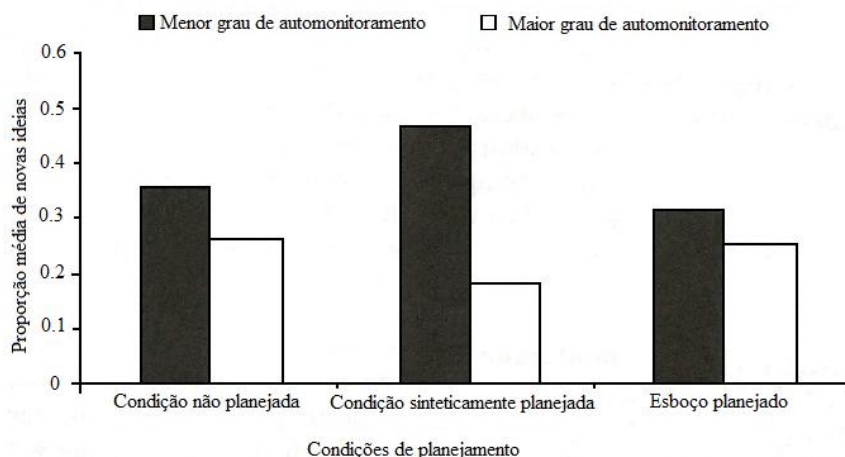 Menor grau de automonitoramento
Maior grau de automonitoramento
Proporção média de novas ideias
0.6
0.5
0.4
0.3
0.2
0.1
0
Condição não planejada
Condição sinteticamente planejada
Esboço planejado
Condições de planejamento